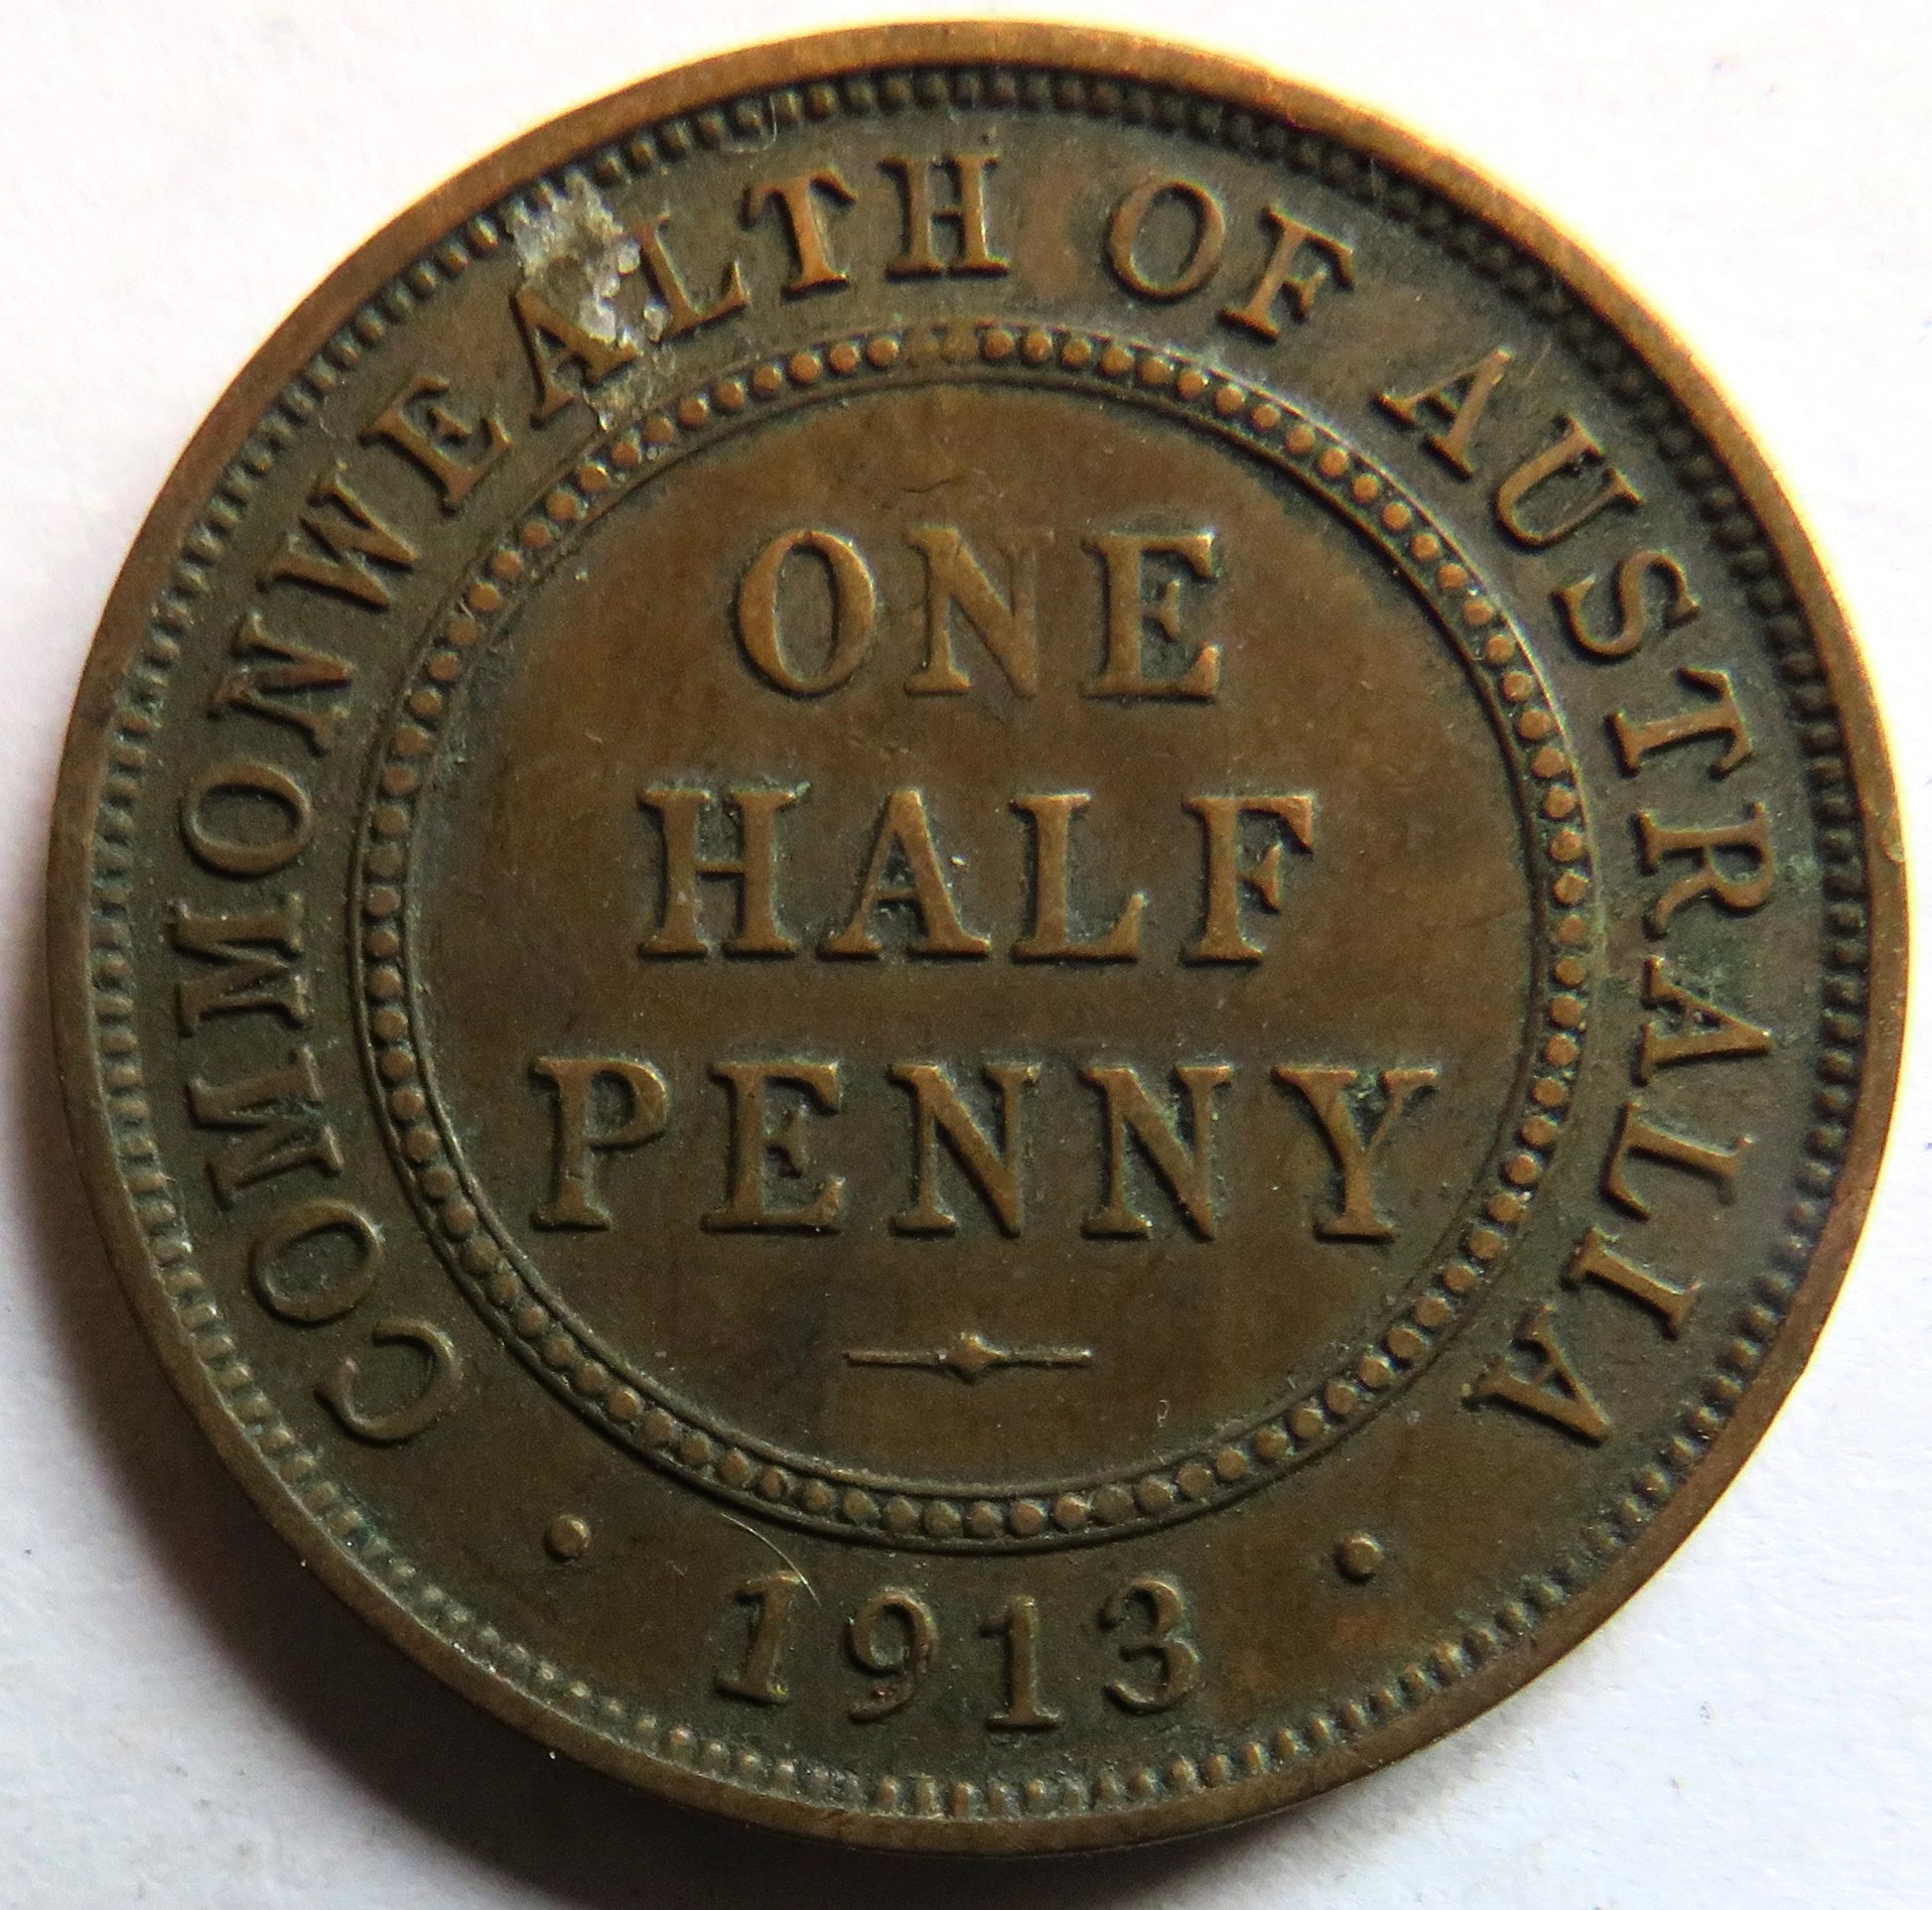 COMMONWEALTH OF AUSTRALIA
ONE
HALF
PENNY
· 1913 ·